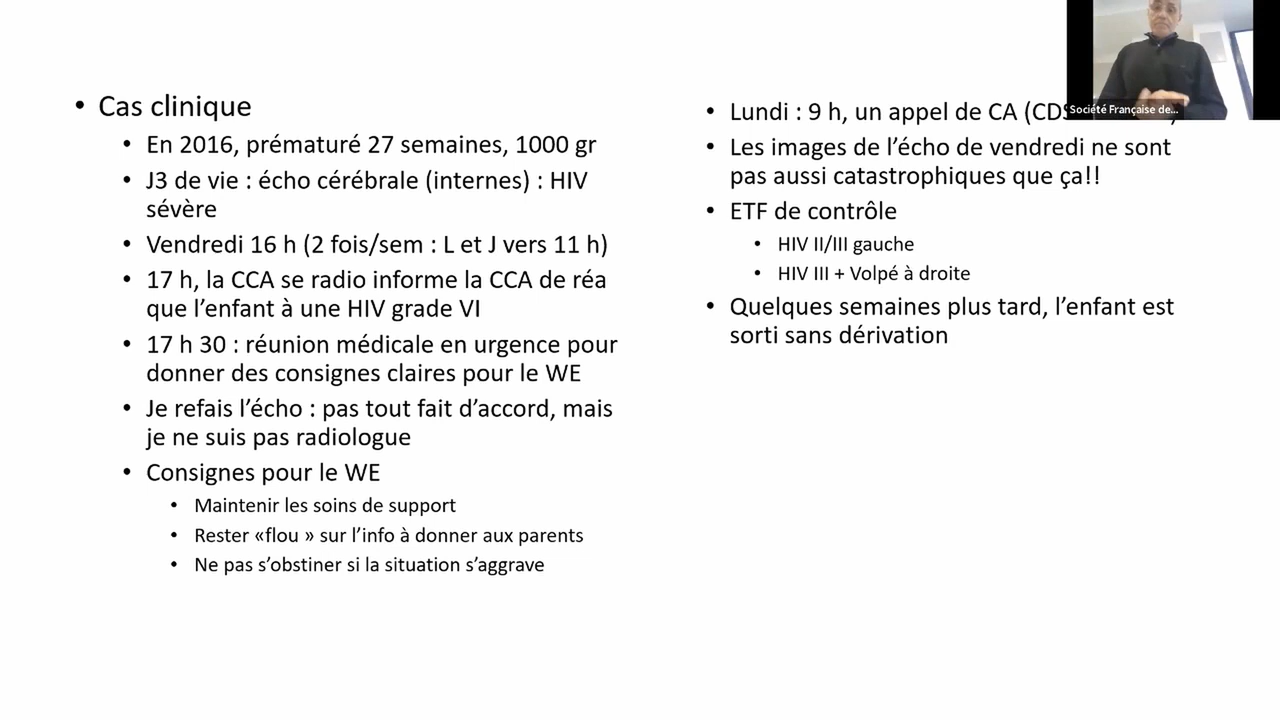 • Cas clinique
• En 2016, prématuré 27 semaines, 1000 gr
• J3 de vie : écho cérébrale (internes) : HIV
sévère
• Vendredi 16 h (2 fois/sem : L et J vers 11 h)
• 17 h, la CCA se radio informe la CCA de réa
que l’enfant à une HIV grade VI
• 17 h 30 : réunion médicale en urgence pour
donner des consignes claires pour le WE
• Je refais l’écho : pas tout fait d’accord, mais
je ne suis pas radiologue
• Consignes pour le WE
• Maintenir les soins de support
• Rester «flou » sur l’info à donner aux parents
• Ne pas s’obstiner si la situation s’aggrave
• Lundi : 9 h, un appel de CA
• Les images de l’écho de vendredi ne sont
pas aussi catastrophiques que ça!!
• ETF de contrôle
• HIV II/III gauche
• HIV III + Volpé à droite
• Quelques semaines plus tard, l’enfant est
sorti sans dérivation
Société Française de...